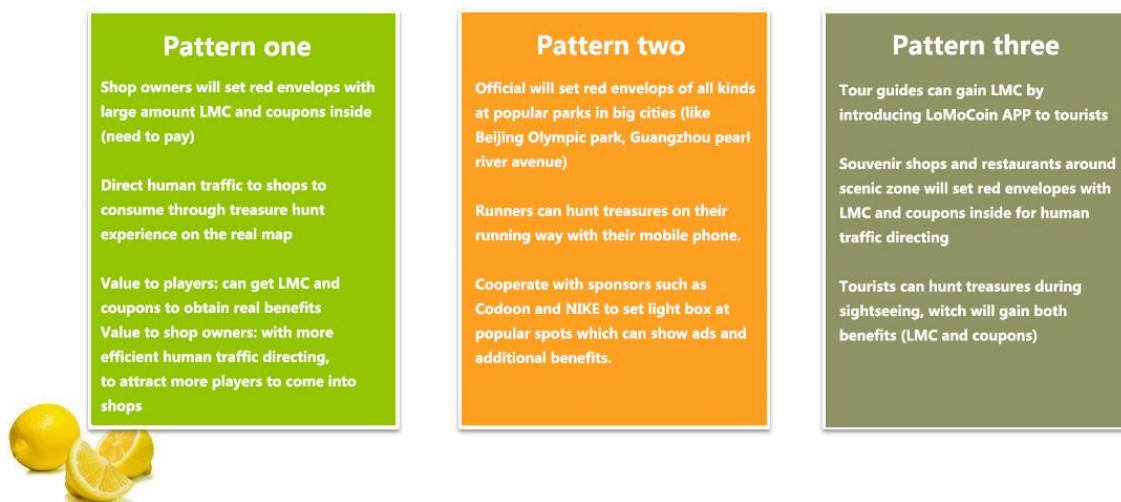 Pattern one
Shop owners will set red envelops with
large amount LMC and coupons inside
(need to pay)
Direct human traffic to shops to
consume through treasure hunt
experience on the real map
Value to players: can get LMC and
coupons to obtain real benefits
Value to shop owners: with more
efficient human traffic directing,
to attract more players to come into
shops
Pattern two
Official will set red envelops of all kinds
at popular parks in big cities (like
Beijing Olympic park, Guangzhou pearl
river avenue)
Runners can hunt treasures on their
running way with their mobile phone.
Cooperate with sponsors such as
Codoon and NIKE to set light box at
popular spots which can show ads and
additional benefits.
Pattern three
Tour guides can gain LMC by
introducing LoMoCoin APP to tourists
Souvenir shops and restaurants around
scenic zone will set red envelopes with
LMC and coupons inside for human
traffic directing
Tourists can hunt treasures during
sightseeing, witch will gain both
benefits (LMC and coupons)